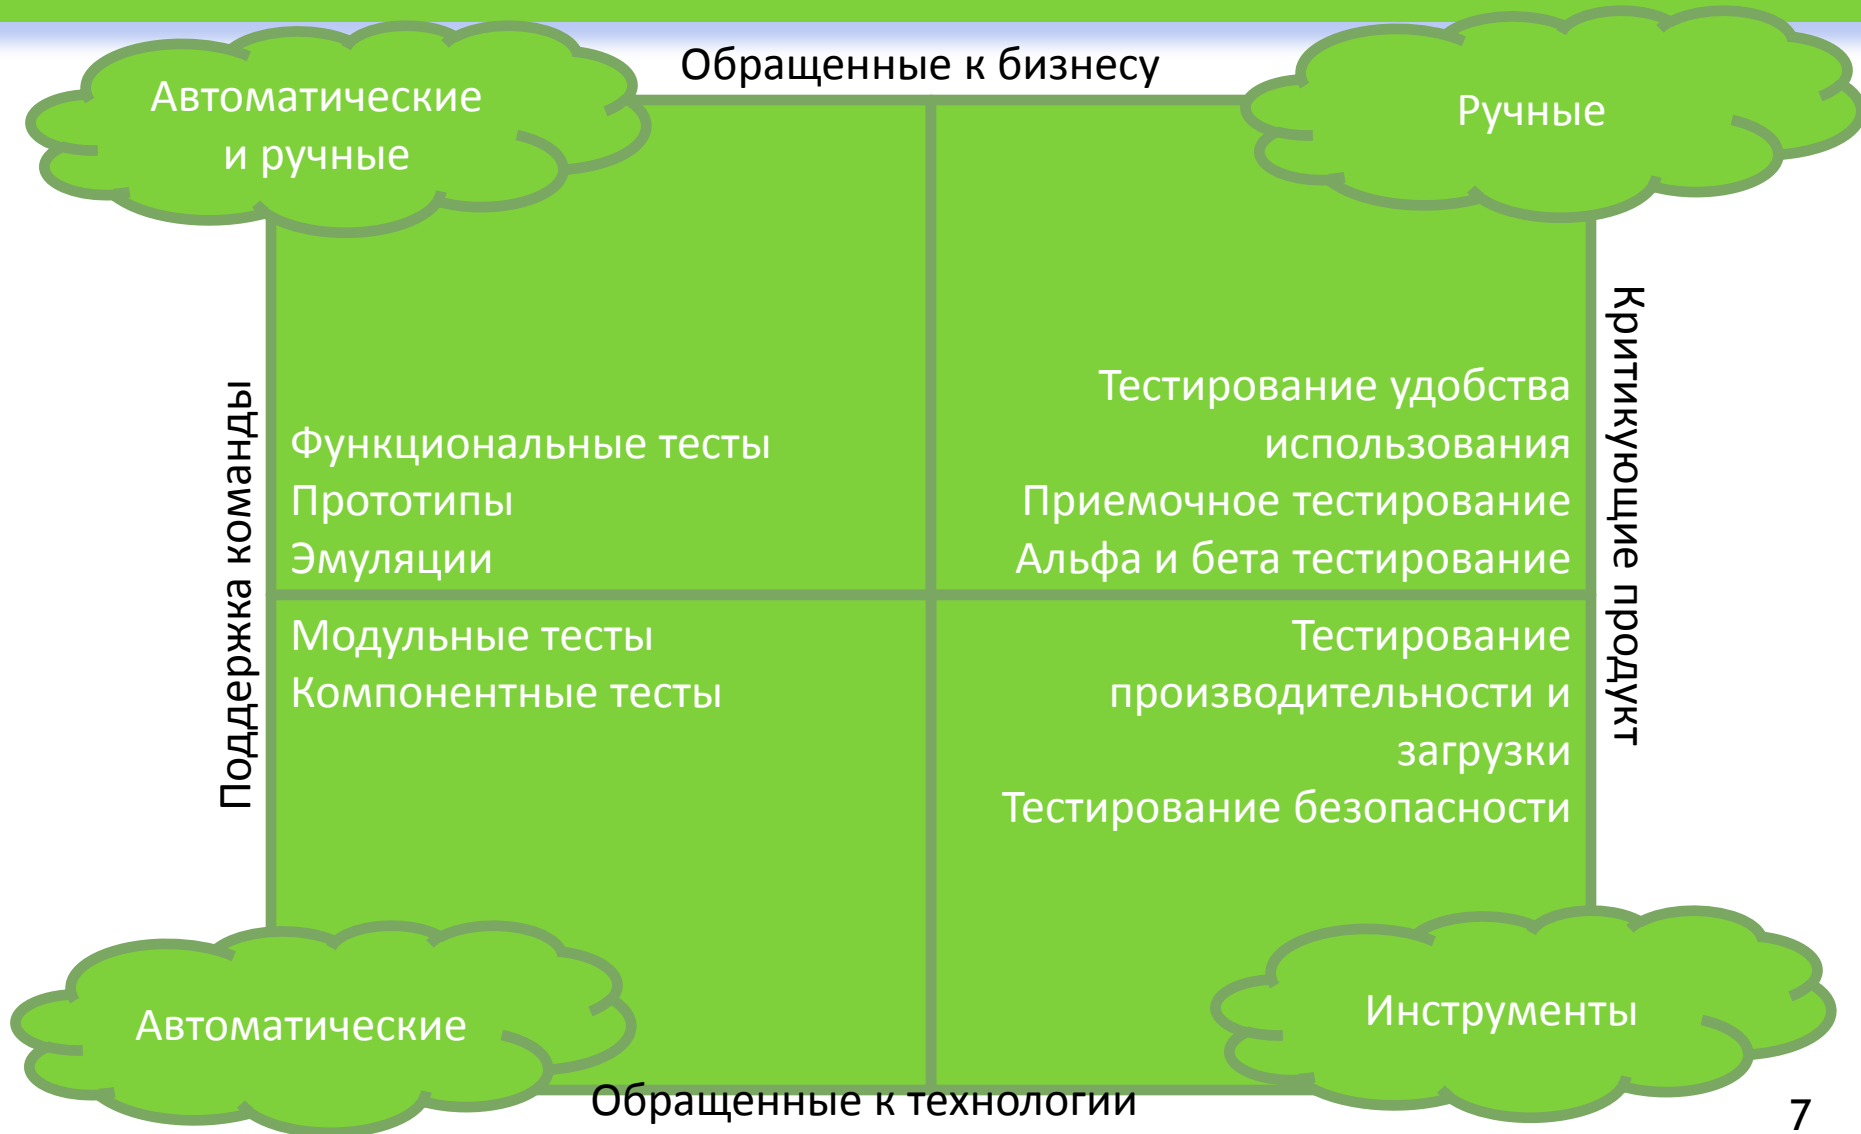 Обращенные к бизнесу
Автоматические
и ручные
Ручные
Поддержка команды
Функциональные тесты
Прототипы
Эмуляции
Тестирование удобства
использования
Приемочное тестирование
Альфа и бета тестирование
Критикующие продукт
Модульные тесты
Компонентные тесты
Тестирование
производительности и
загрузки
Тестирование безопасности
Автоматические
Инструменты
Обращенные к технологии
7